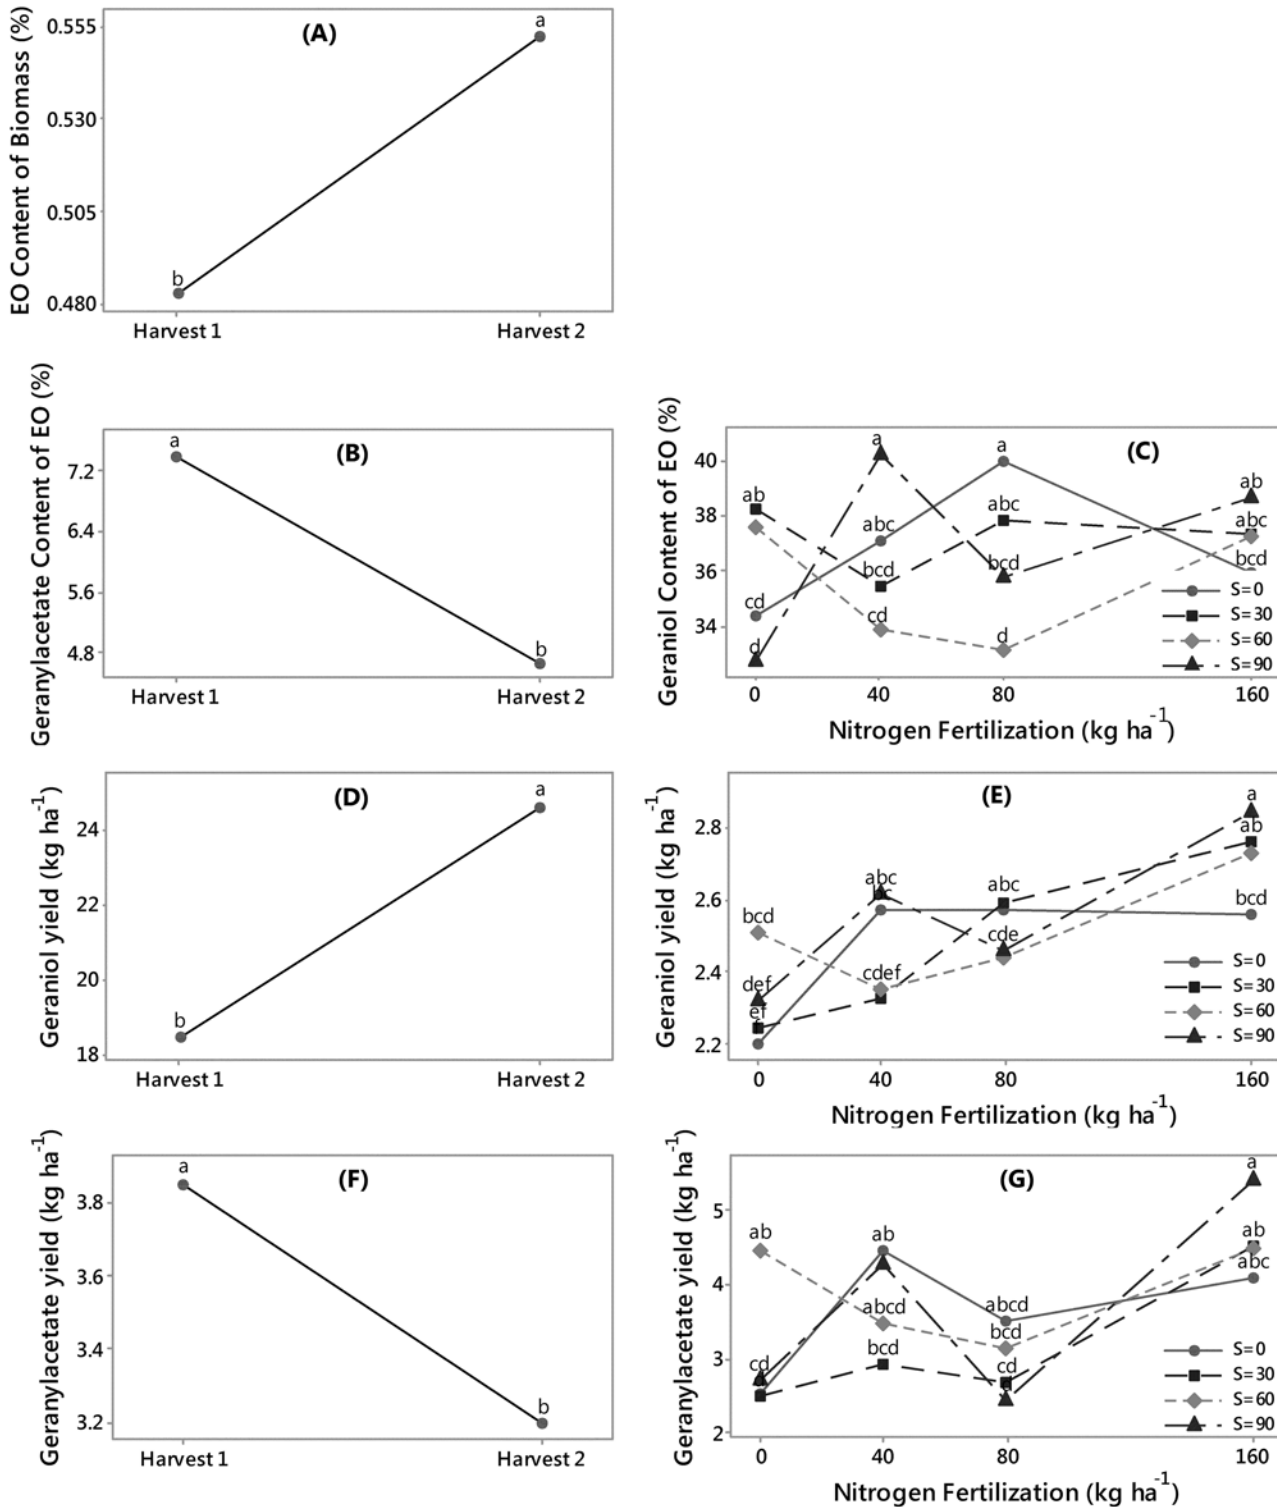 (A)
EO Content of Biomass (%)
0.555
0.530
0.505
0.480
a
b
Harvest 1
Harvest 2
(B)
Geranylacetate Content of EO (%)
7.2
6.4
5.6
4.8
a
b
Harvest 1
Harvest 2
(C)
Geraniol Content of EO (%)
40
38
36
34
ab
cd
d
a
abc
bcd
cd
a
abc
bcd
d
ab
abc
bcd
S=0
S=30
S=60
S=90
0
40
80
160
Nitrogen Fertilization (kg ha-1)
(D)
Geraniol yield (kg ha-1)
24
22
20
18
a
b
Harvest 1
Harvest 2
(E)
Geraniol yield (kg ha-1)
2.8
2.6
2.4
2.2
bcd
def
ef
abc
cdef
abc
cde
a
ab
bcd
S=0
S=30
S=60
S=90
0
40
80
160
Nitrogen Fertilization (kg ha-1)
(F)
Geranylacetate yield (kg ha-1)
3.8
3.6
3.4
3.2
a
b
Harvest 1
Harvest 2
(G)
Geranylacetate yield (kg ha-1)
5
4
3
2
ab
cd
ab
abcd
bcd
abcd
bcd
cd
a
ab
abc
S=0
S=30
S=60
S=90
0
40
80
160
Nitrogen Fertilization (kg ha-1)